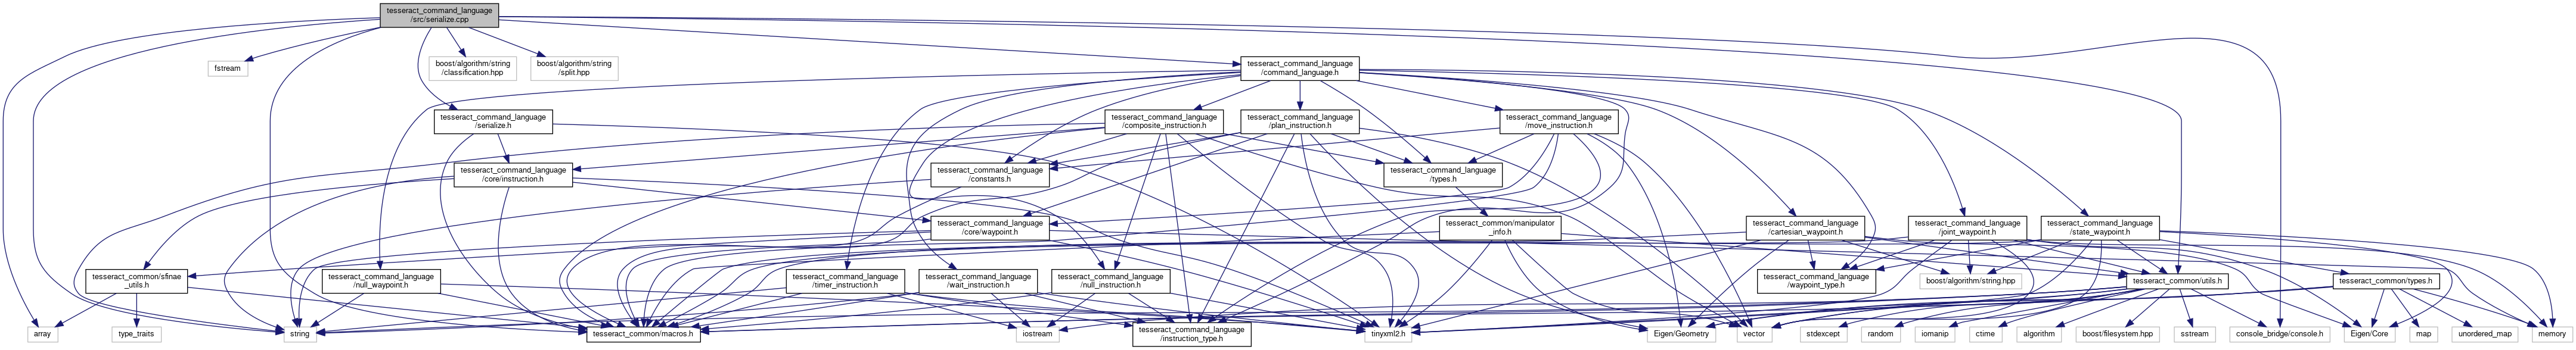 tesseract_command_language
/src/serialize.cpp
fstream
boost/algorithm/string
/classification.hpp
boost/algorithm/string
/split.hpp
tesseract_command_language
/command_language.h
tesseract_command_language
/serialize.h
tesseract_command_language
/composite_instruction.h
tesseract_command_language
/plan_instruction.h
tesseract_command_language
/move_instruction.h
tesseract_command_language
/core/instruction.h
tesseract_command_language
/constants.h
tesseract_command_language
/types.h
tesseract_command_language
/core/waypoint.h
tesseract_common/manipulator
_info.h
tesseract_command_language
/cartesian_waypoint.h
tesseract_command_language
/joint_waypoint.h
tesseract_command_language
/state_waypoint.h
tesseract_common/sfinae
_utils.h
tesseract_command_language
/null_waypoint.h
tesseract_command_language
/timer_instruction.h
tesseract_command_language
/wait_instruction.h
tesseract_command_language
/null_instruction.h
tesseract_command_language
/waypoint_type.h
boost/algorithm/string.hpp
tesseract_common/utils.h
tesseract_common/types.h
array
type_traits
string
tesseract_common/macros.h
iostream
tesseract_command_language
/instruction_type.h
tinyxml2.h
Eigen/Geometry
vector
stdexcept
random
iomanip
ctime
algorithm
boost/filesystem.hpp
sstream
console_bridge/console.h
Eigen/Core
map
unordered_map
memory